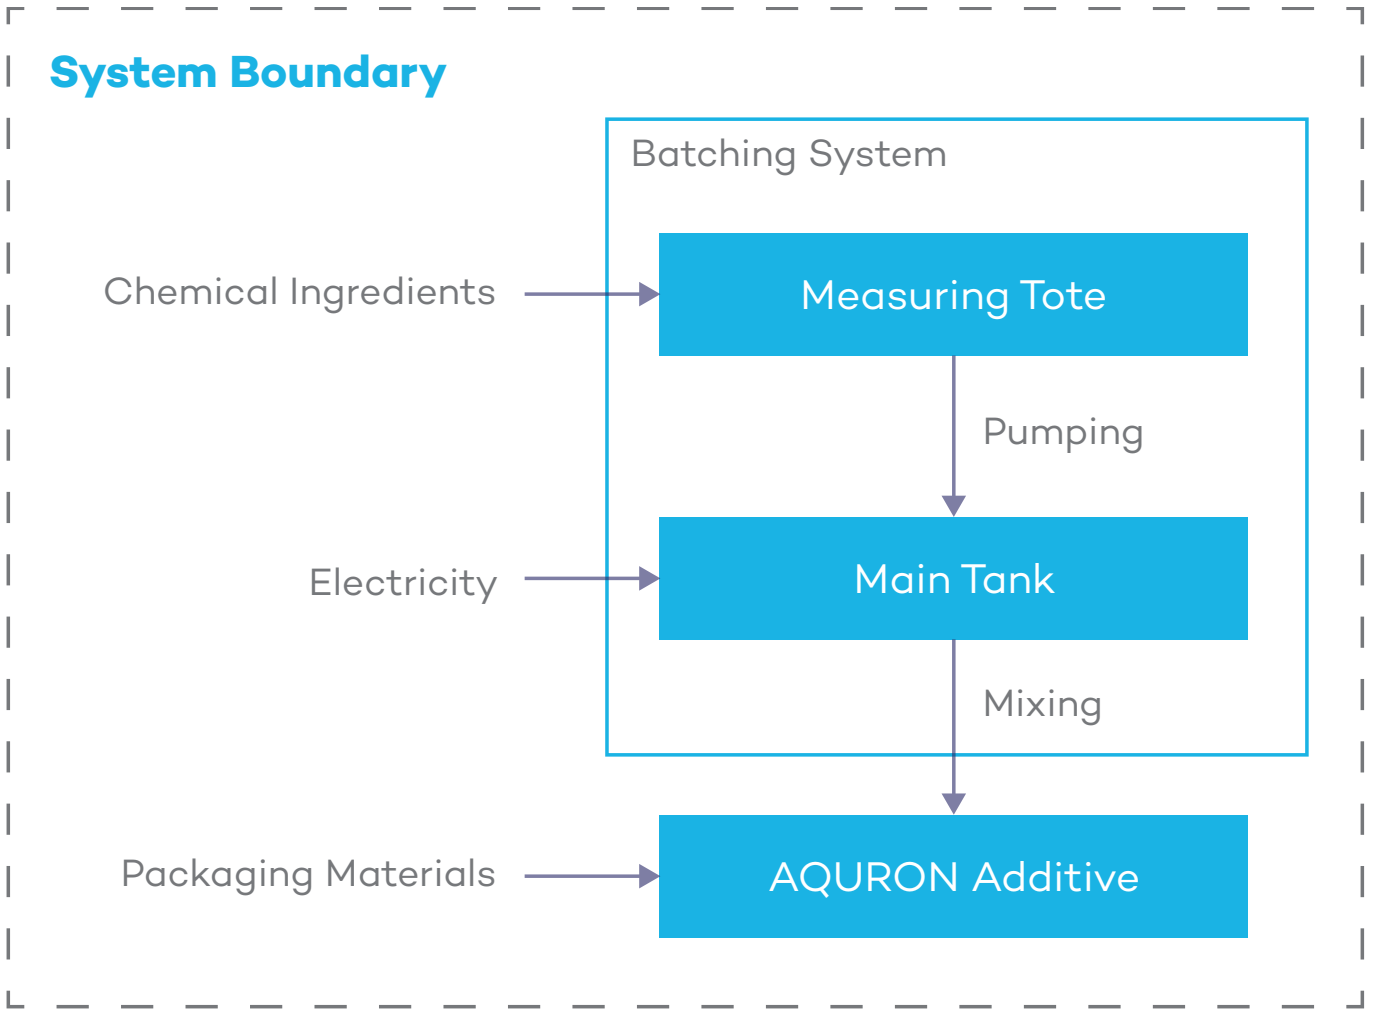 System Boundary
Batching System
Chemical Ingredients
Measuring Tote
Pumping
Electricity
Main Tank
Mixing
Packaging Materials
AQURON Additive